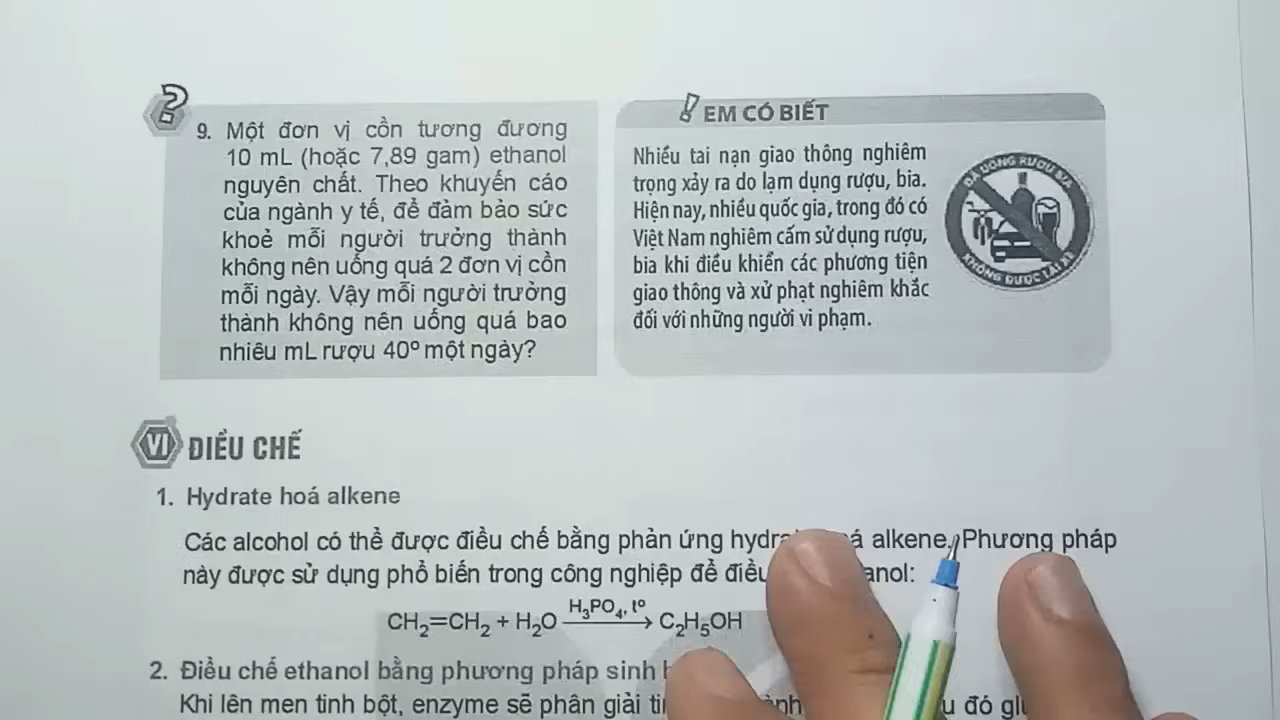 ?
9. Một đơn vị cồn tương đương
10 mL (hoặc 7,89 gam) ethanol
nguyên chất. Theo khuyến cáo
của ngành y tế, để đảm bảo sức
khoẻ mỗi người trưởng thành
không nên uống quá 2 đơn vị cồn
mỗi ngày. Vậy mỗi người trưởng
thành không nên uống quá bao
nhiêu mL rượu 40° một ngày?
! EM CÓ BIẾT
Nhiều tai nạn giao thông nghiêm
trọng xảy ra do lạm dụng rượu, bia.
Hiện nay, nhiều quốc gia, trong đó có
Việt Nam nghiêm cấm sử dụng rượu,
bia khi điều khiển các phương tiện
giao thông và xử phạt nghiêm khắc
đối với những người vi phạm.
ĐÃ UỐNG RƯỢU BIA
KHÔNG ĐƯỢC LÁI XE
VI ĐIỀU CHẾ
1. Hydrate hoá alkene
Các alcohol có thể được điều chế bằng phản ứng alkene. Phương pháp
này được sử dụng phổ biến trong công nghiệp để
CH₂=CH₂ + H₂O H₃PO₄, t° → C₂H₅OH
2. Điều chế ethanol bằng phương pháp sinh
Khi lên men tinh bột, enzyme sẽ phân giải đó